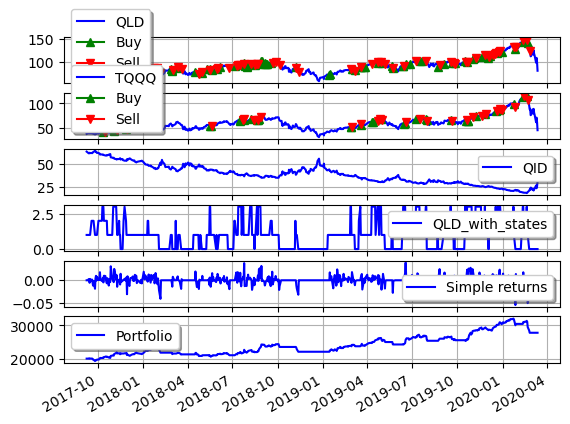 QLD
Buy
Sell
150
100
TQQQ
Buy
Sell
100
50
QID
50
25
QLD_with_states
2.5
0.0
Simple returns
0.00
−0.05
Portfolio
30000
20000
2017-10 2018-01 2018-04 2018-07 2018-10 2019-01 2019-04 2019-07 2019-10 2020-01 2020-04